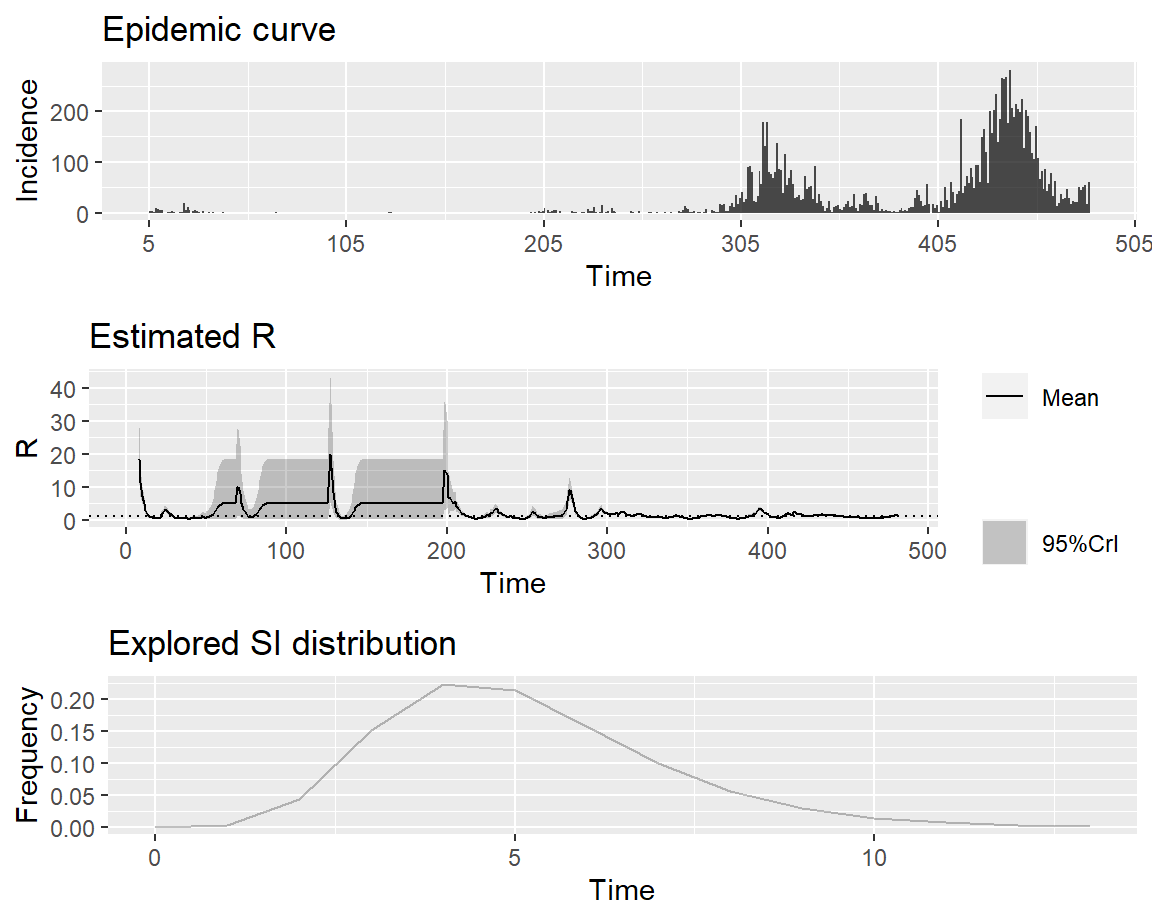 Epidemic curve
Incidence
200
100
0
5 105 205 305 405 505
Time
Estimated R
R
40
30
20
10
0
0 100 200 300 400 500
Time
Mean
95%CrI
Explored SI distribution
Frequency
0.20
0.15
0.10
0.05
0.00
0 5 10
Time